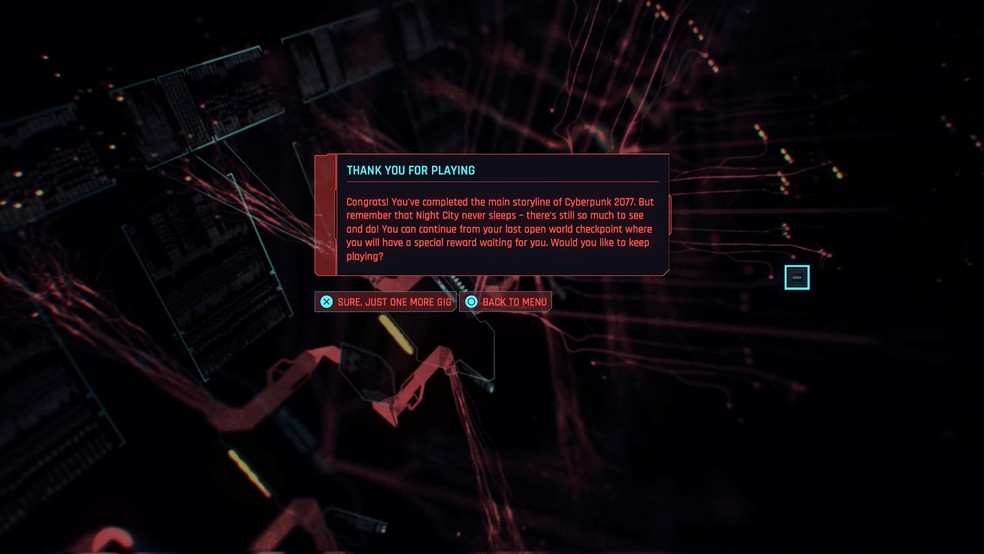 THANK YOU FOR PLAYING
Congrats! You've completed the main storyline of Cyberpunk 2077. But
remember that Night City never sleeps – there's still so much to see
and do! You can continue from your last open world checkpoint where
you will have a special reward waiting for you. Would you like to keep
playing?
SURE, JUST ONE MORE GIG
BACK TO MENU